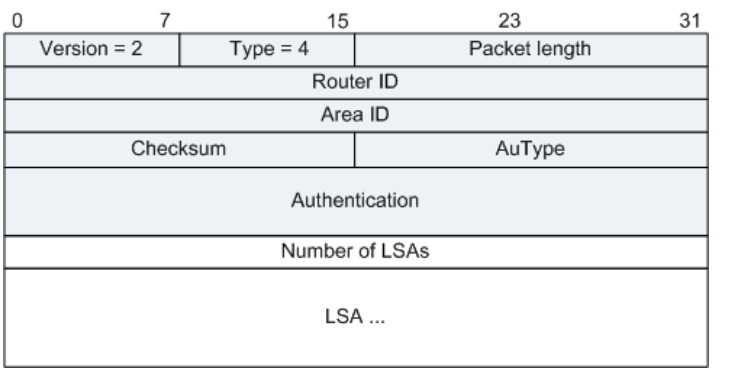 0 7 15 23 31
Version = 2 Type = 4 Packet length
Router ID
Area ID
Checksum AuType
Authentication
Number of LSAs
LSA ...